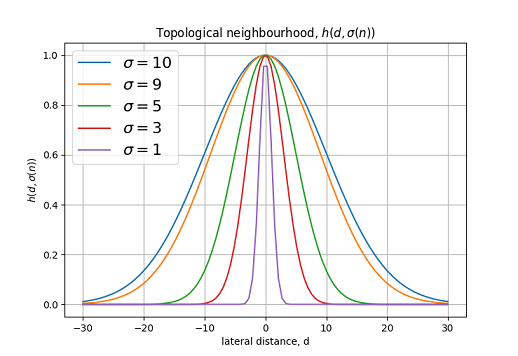 Topological neighbourhood, h(d, σ(n))
σ = 10
σ = 9
σ = 5
σ = 3
σ = 1
h(d, σ(n))
1.0
0.8
0.6
0.4
0.2
0.0
−30 −20 −10 0 10 20 30
lateral distance, d